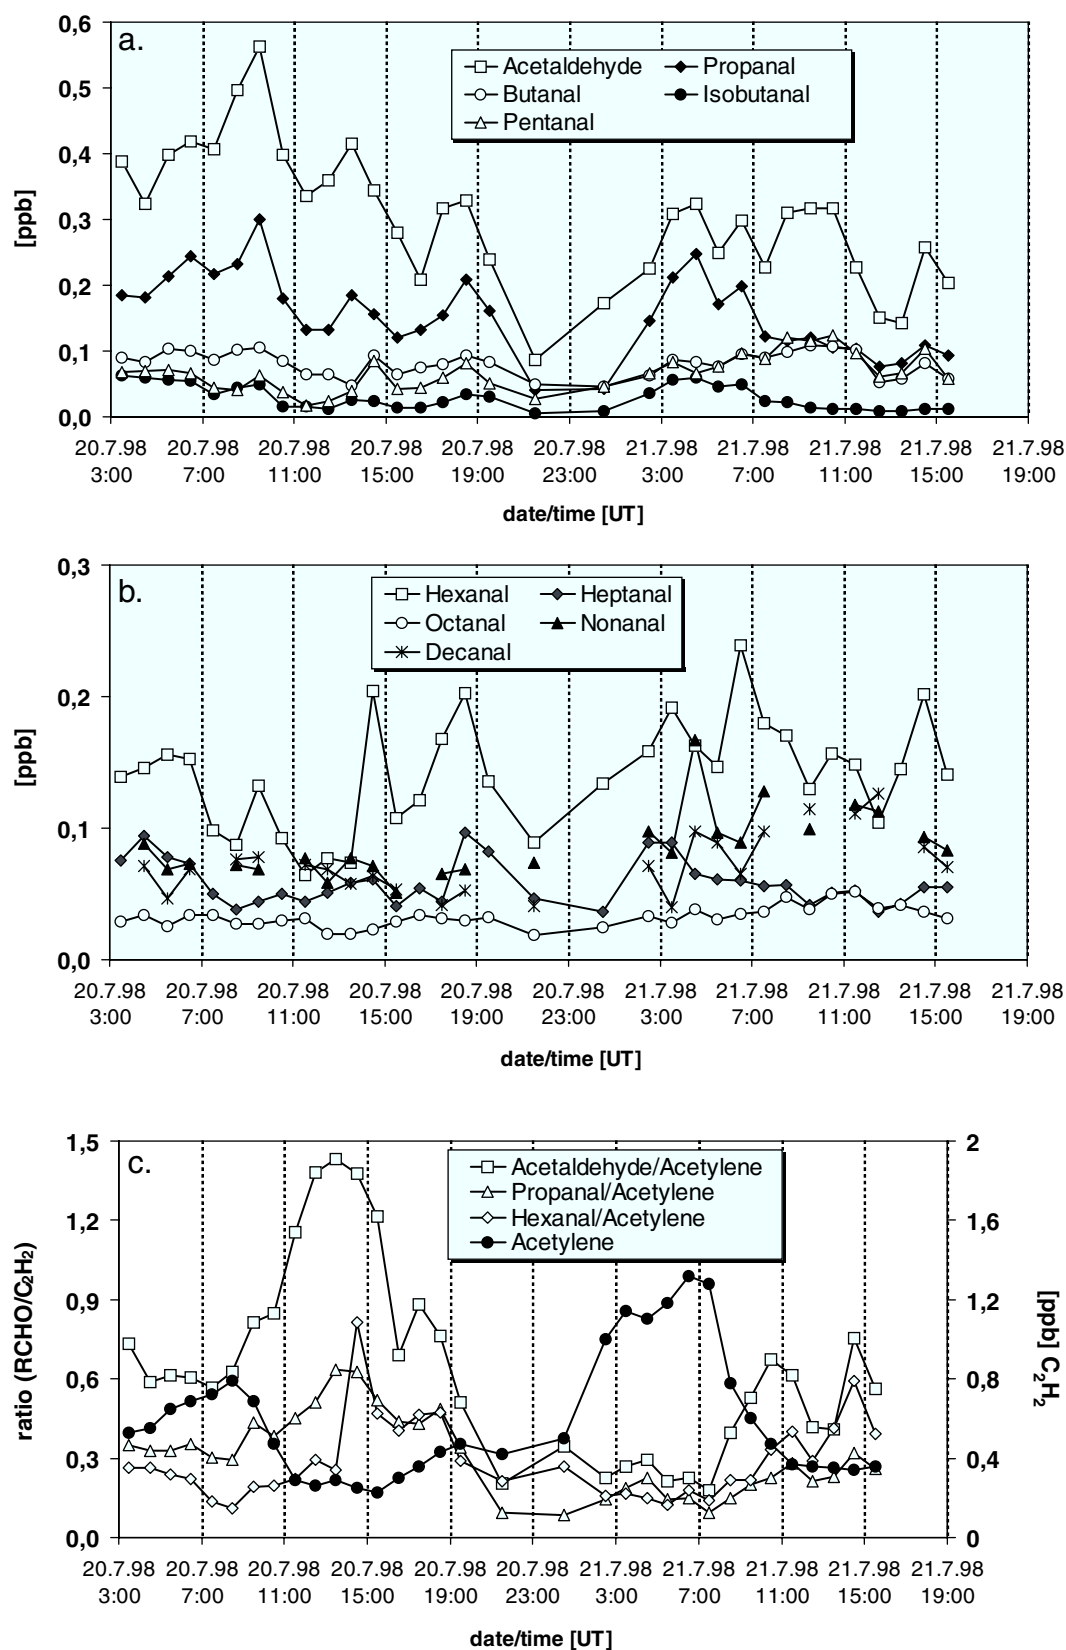 a.
0,6
0,5
0,4
0,3
0,2
0,1
0,0
[ppb]
Acetaldehyde Propanal
Butanal Isobutanal
Pentanal
20.7.98 20.7.98 20.7.98 20.7.98 20.7.98 20.7.98 21.7.98 21.7.98 21.7.98 21.7.98 21.7.98
3:00 7:00 11:00 15:00 19:00 23:00 3:00 7:00 11:00 15:00 19:00
date/time [UT]
b.
0,3
0,2
0,1
0,0
[ppb]
Hexanal Heptanal
Octanal Nonanal
Decanal
20.7.98 20.7.98 20.7.98 20.7.98 20.7.98 20.7.98 21.7.98 21.7.98 21.7.98 21.7.98 21.7.98
3:00 7:00 11:00 15:00 19:00 23:00 3:00 7:00 11:00 15:00 19:00
date/time [UT]
c.
1,5
1,2
0,9
0,6
0,3
0,0
ratio (RCHO/C₂H₂)
Acetaldehyde/Acetylene
Propanal/Acetylene
Hexanal/Acetylene
Acetylene
2
1,6
1,2
0,8
0,4
0
[ppb] C₂H₂
20.7.98 20.7.98 20.7.98 20.7.98 20.7.98 20.7.98 21.7.98 21.7.98 21.7.98 21.7.98 21.7.98
3:00 7:00 11:00 15:00 19:00 23:00 3:00 7:00 11:00 15:00 19:00
date/time [UT]